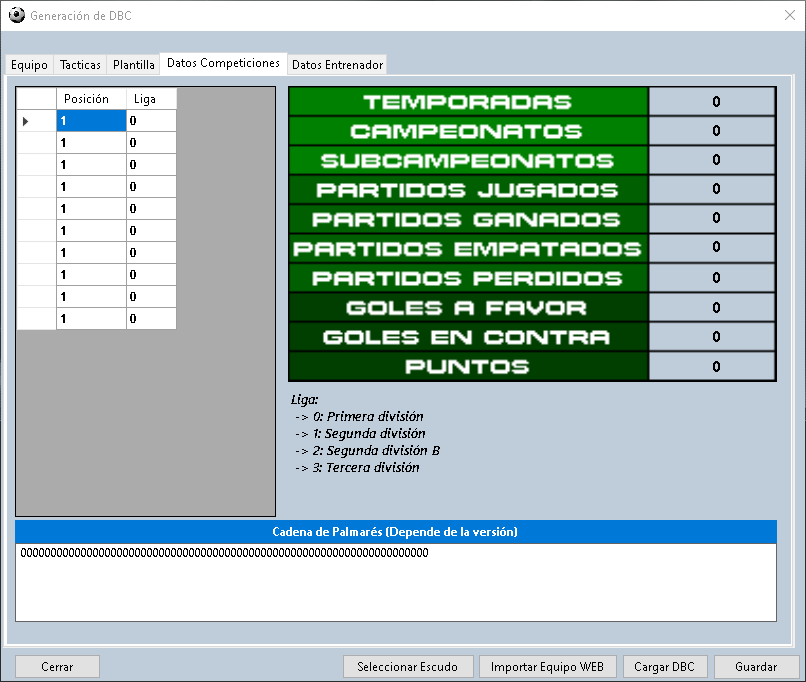 Generación de DBC
Equipo Tacticas Plantilla Datos Competiciones Datos Entrenador
Posición Liga
1 0
1 0
1 0
1 0
1 0
1 0
1 0
1 0
1 0
1 0
TEMPORADAS 0
CAMPEONATOS 0
SUBCAMPEONATOS 0
PARTIDOS JUGADOS 0
PARTIDOS GANADOS 0
PARTIDOS EMPATADOS 0
PARTIDOS PERDIDOS 0
GOLES A FAVOR 0
GOLES EN CONTRA 0
PUNTOS 0
Liga:
-> 0: Primera división
-> 1: Segunda división
-> 2: Segunda división B
-> 3: Tercera división
Cadena de Palmarés (Depende de la versión)
00000000000000000000000000000000000000000000000000000000000000000000
Cerrar Seleccionar Escudo Importar Equipo WEB Cargar DBC Guardar